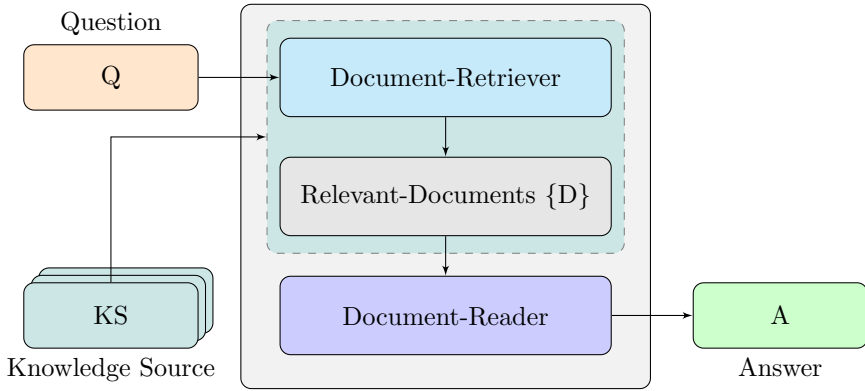 Question
Q
Document-Retriever
Relevant-Documents {D}
KS
Knowledge Source
Document-Reader
A
Answer